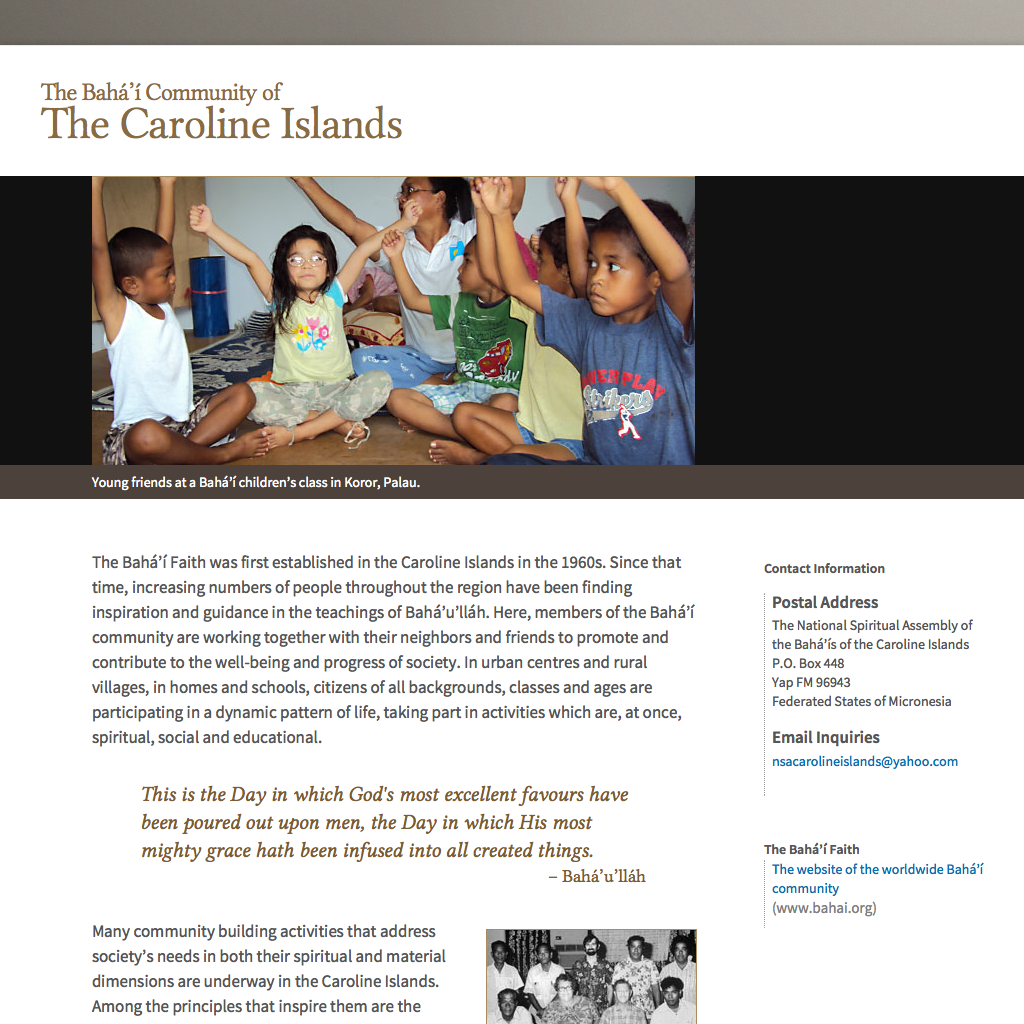 The Bahá’í Community of
The Caroline Islands
Young friends at a Bahá’í children’s class in Koror, Palau.
The Bahá’í Faith was first established in the Caroline Islands in the 1960s. Since that
time, increasing numbers of people throughout the region have been finding
inspiration and guidance in the teachings of Bahá’u’lláh. Here, members of the Bahá’í
community are working together with their neighbors and friends to promote and
contribute to the well-being and progress of society. In urban centres and rural
villages, in homes and schools, citizens of all backgrounds, classes and ages are
participating in a dynamic pattern of life, taking part in activities which are, at once,
spiritual, social and educational.
This is the Day in which God's most excellent favours have
been poured out upon men, the Day in which His most
mighty grace hath been infused into all created things.
– Bahá’u’lláh
Many community building activities that address
society’s needs in both their spiritual and material
dimensions are underway in the Caroline Islands.
Among the principles that inspire them are the
Contact Information
Postal Address
The National Spiritual Assembly of
the Bahá’ís of the Caroline Islands
P.O. Box 448
Yap FM 96943
Federated States of Micronesia
Email Inquiries
nsacarolineislands@yahoo.com
The Bahá’í Faith
The website of the worldwide Bahá’í
community
(www.bahai.org)